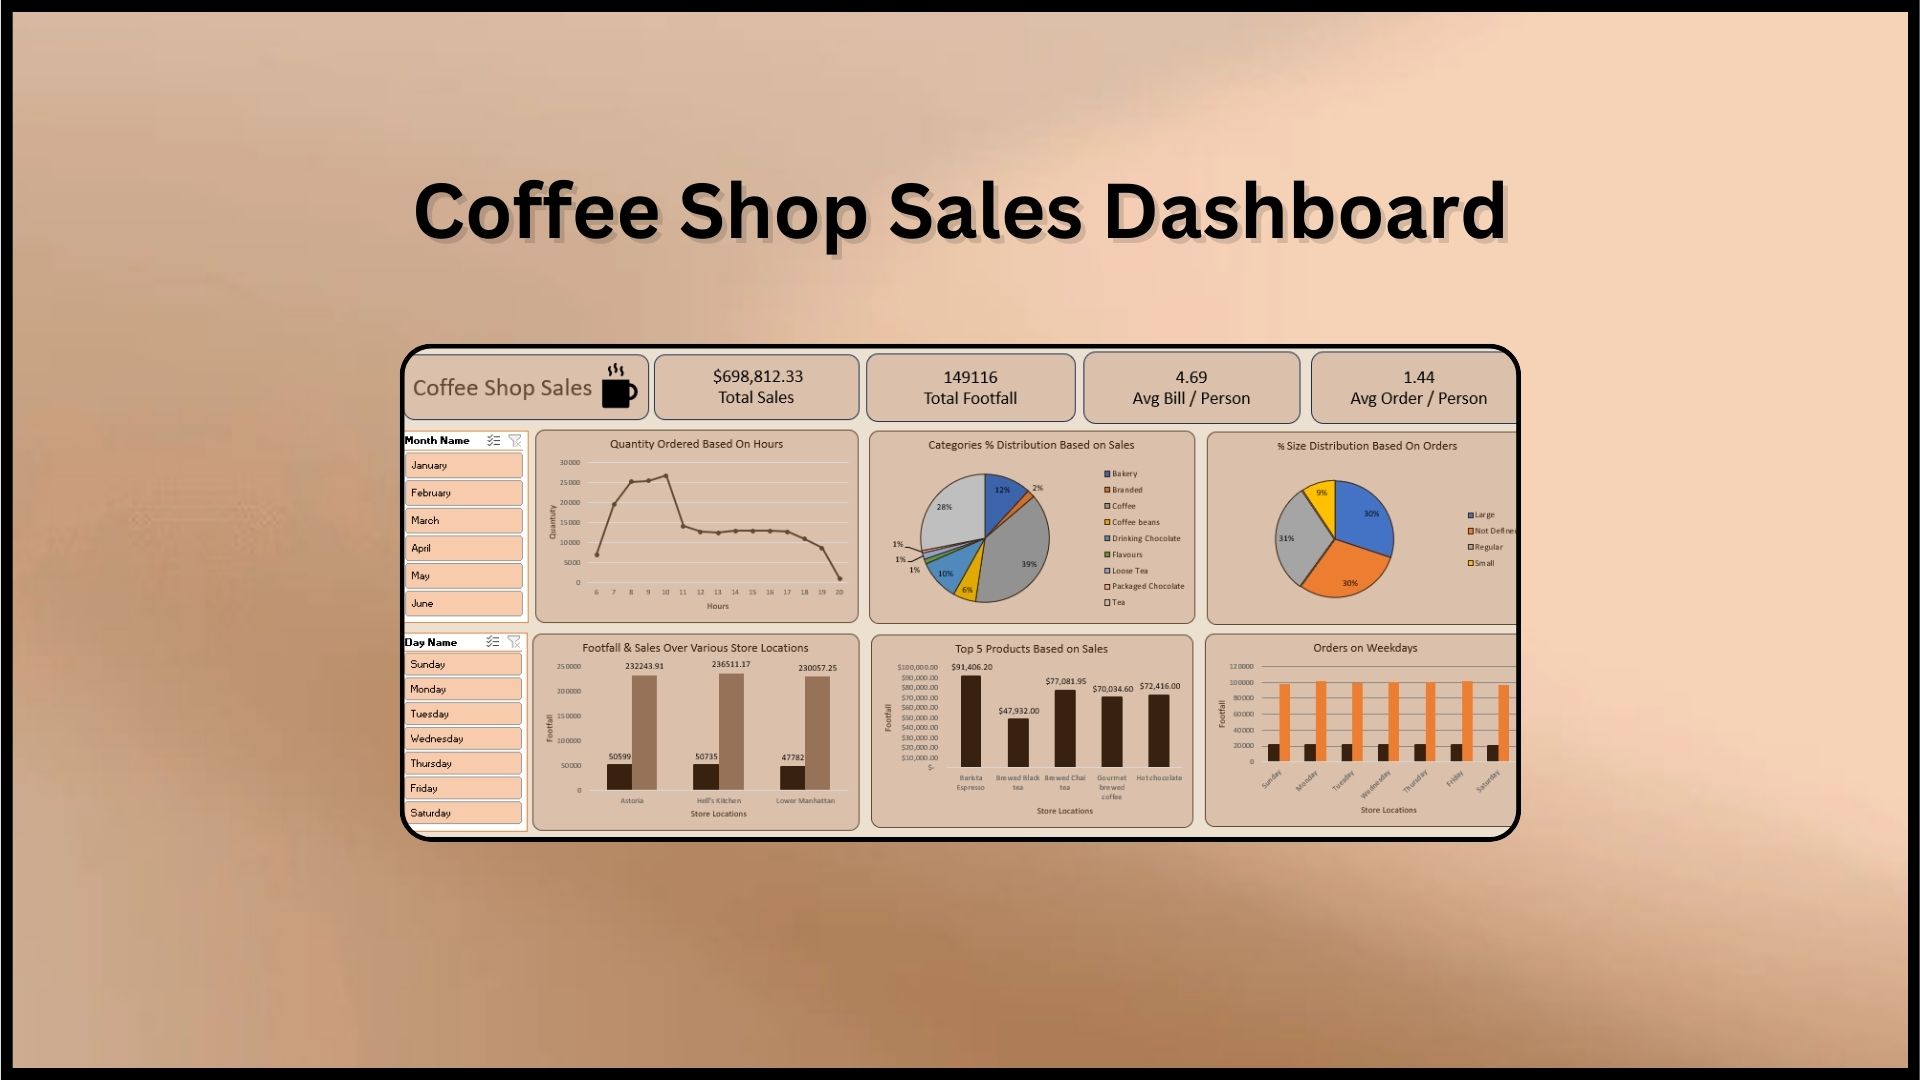 Coffee Shop Sales Dashboard
Coffee Shop Sales
$698,812.33
Total Sales
149116
Total Footfall
4.69
Avg Bill / Person
1.44
Avg Order / Person
Month Name
January
February
March
April
May
June
Quantity Ordered Based On Hours
30000
25000
20000
15000
10000
5000
0
Quantuty
6 7 8 9 10 11 12 13 14 15 16 17 18 19 20
Hours
Categories % Distribution Based on Sales
12%
2%
28%
39%
1%
1%
1%
10%
6%
Bakery
Branded
Coffee
Coffee beans
Drinking Chocolate
Flavours
Loose Tea
Packaged Chocolate
Tea
% Size Distribution Based On Orders
9%
30%
31%
30%
Large
Not Define
Regular
Small
Day Name
Sunday
Monday
Tuesday
Wednesday
Thursday
Friday
Saturday
Footfall & Sales Over Various Store Locations
250000
200000
150000
100000
50000
0
Footfall
232243.91 236511.17 230057.25
50599 50735 47782
Astoria Hell's Kitchen Lower Manhattan
Store Locations
Top 5 Products Based on Sales
$100,000.00
$90,000.00
$80,000.00
$70,000.00
$60,000.00
$50,000.00
$40,000.00
$30,000.00
$20,000.00
$10,000.00
$-
Footfall
$91,406.20
$47,932.00
$77,081.95
$70,034.60
$72,416.00
Barista Espresso
Brewed Black tea
Brewed Chai tea
Gourmet brewed coffee
Hot chocolate
Store Locations
Orders on Weekdays
120000
100000
80000
60000
40000
20000
0
Footfall
Sunday Monday Tuesday Wednesday Thursday Friday Saturday
Store Locations